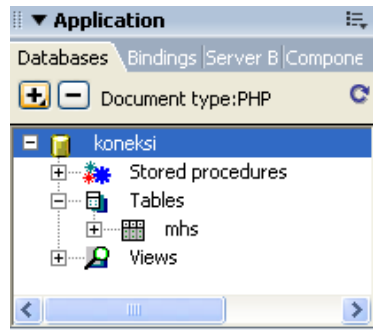 Application
Databases Bindings Server B Compone
Document type:PHP
koneksi
Stored procedures
Tables
mhs
Views